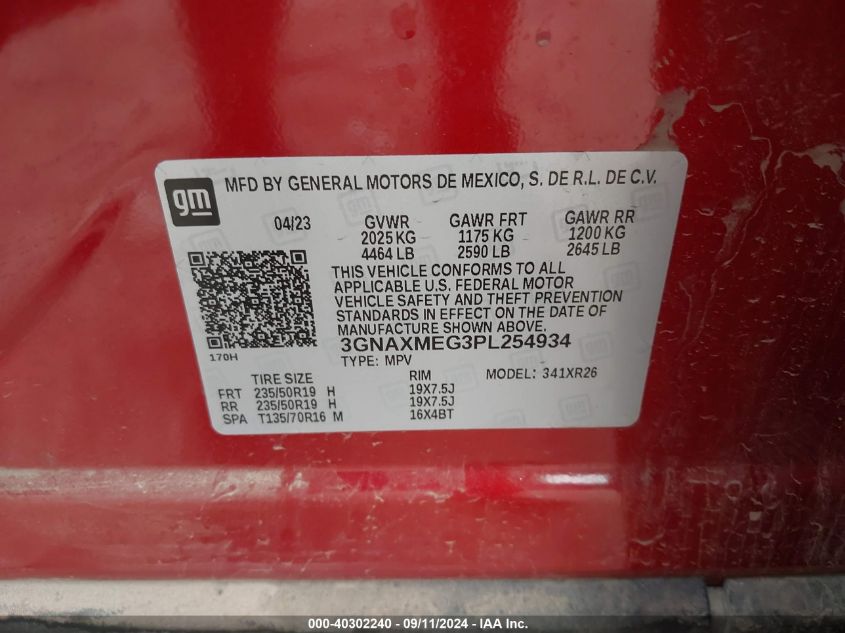 gm
MFD BY GENERAL MOTORS DE MEXICO, S. DE R.L. DE C.V.
04/23 GVWR GAWR FRT GAWR RR
2025 KG 1175 KG 1200 KG
4464 LB 2590 LB 2645 LB
THIS VEHICLE CONFORMS TO ALL
APPLICABLE U.S. FEDERAL MOTOR
VEHICLE SAFETY AND THEFT PREVENTION
STANDARDS IN EFFECT ON THE DATE OF
MANUFACTURE SHOWN ABOVE.
3GNAXMEG3PL254934
170H
TYPE: MPV
TIRE SIZE RIM MODEL: 341XR26
FRT 235/50R19 H 19X7.5J
RR 235/50R19 H 19X7.5J
SPA T135/70R16 M 16X4BT
000-40302240 - 09/11/2024 - www.iaai.com. Copyright IAA, Inc.